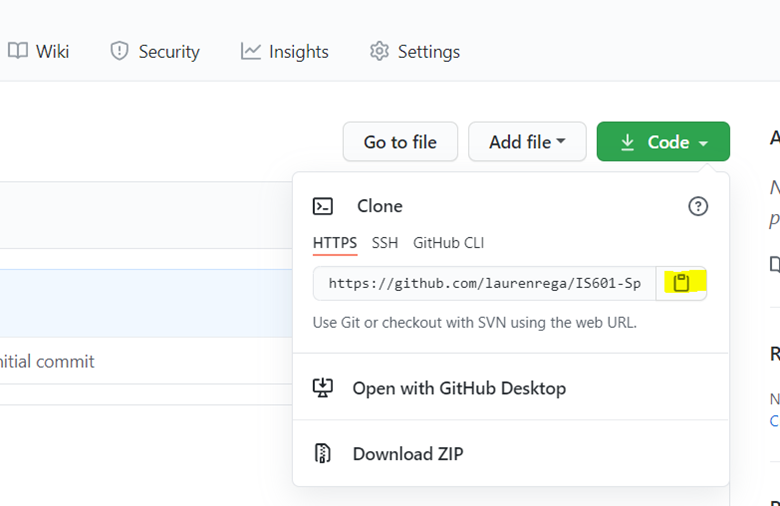 Wiki Security Insights Settings
Go to file Add file Code
Clone
HTTPS SSH GitHub CLI
https://github.com/laurenrega/IS601-Sp
Use Git or checkout with SVN using the web URL.
nitial commit
Open with GitHub Desktop
Download ZIP